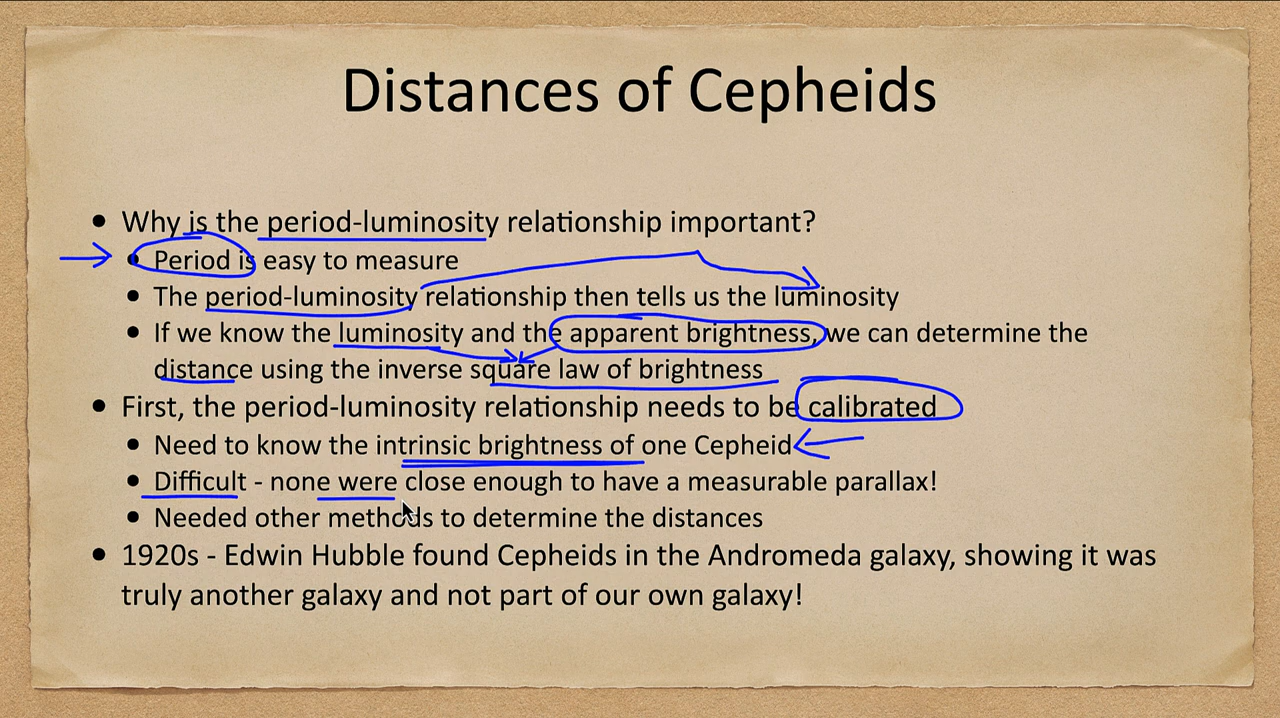 Distances of Cepheids
• Why is the period-luminosity relationship important?
• Period is easy to measure
• The period-luminosity relationship then tells us the luminosity
• If we know the luminosity and the apparent brightness, we can determine the
distance using the inverse square law of brightness
• First, the period-luminosity relationship needs to be calibrated
• Need to know the intrinsic brightness of one Cepheid
• Difficult - none were close enough to have a measurable parallax!
• Needed other methods to determine the distances
• 1920s - Edwin Hubble found Cepheids in the Andromeda galaxy, showing it was
truly another galaxy and not part of our own galaxy!